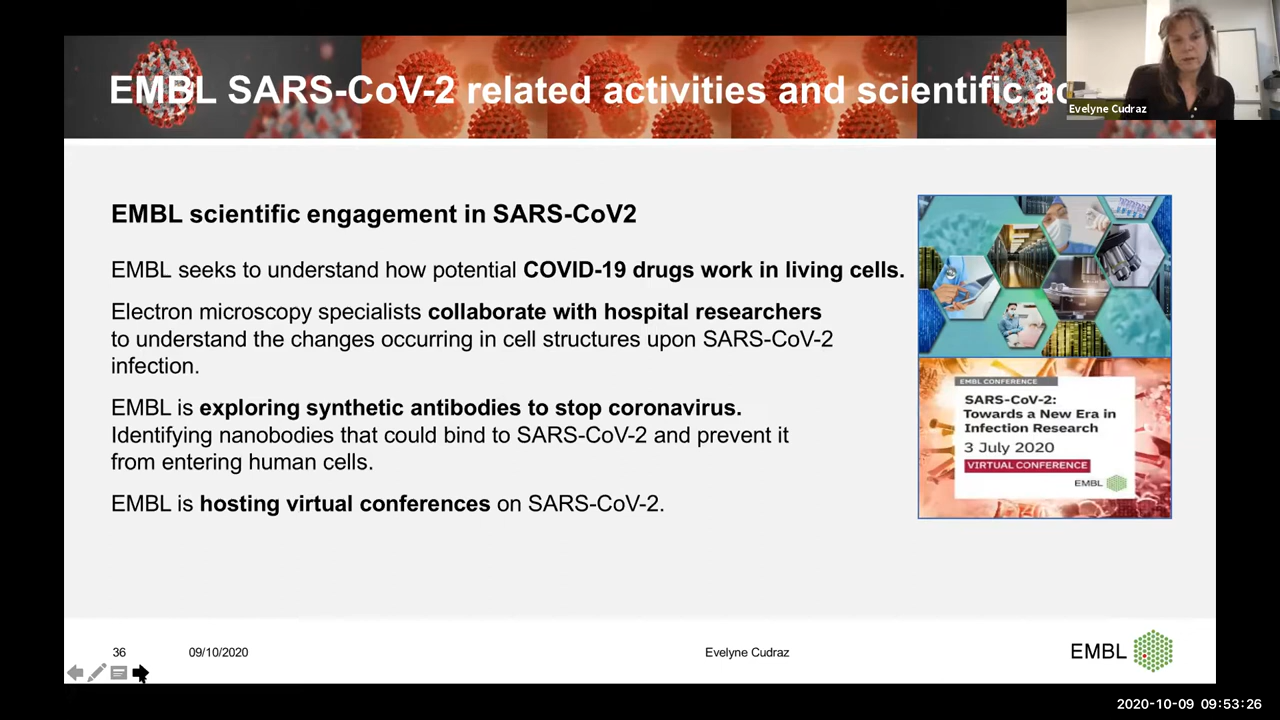 EMBL SARS-CoV-2 related activities and scientific ac
Evelyne Cudraz
EMBL scientific engagement in SARS-CoV2
EMBL seeks to understand how potential COVID-19 drugs work in living cells.
Electron microscopy specialists collaborate with hospital researchers
to understand the changes occurring in cell structures upon SARS-CoV-2
infection.
EMBL is exploring synthetic antibodies to stop coronavirus.
Identifying nanobodies that could bind to SARS-CoV-2 and prevent it
from entering human cells.
EMBL is hosting virtual conferences on SARS-CoV-2.
EMBL CONFERENCE
SARS-CoV-2:
Towards a New Era in
Infection Research
3 July 2020
VIRTUAL CONFERENCE
EMBL
36
09/10/2020
Evelyne Cudraz
EMBL
2020-10-09 09:53:26